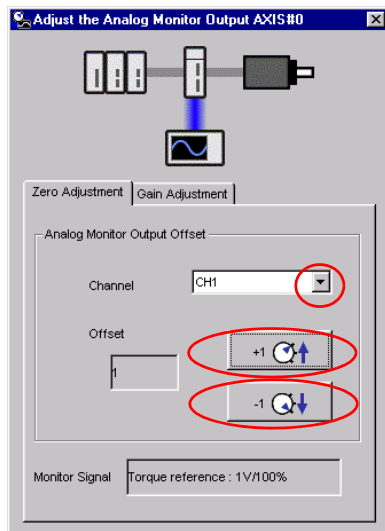 Adjust the Analog Monitor Output AXIS#0
Zero Adjustment
Gain Adjustment
Analog Monitor Output Offset
Channel
CH1
Offset
1
+1
-1
Monitor Signal
Torque reference : 1V/100%